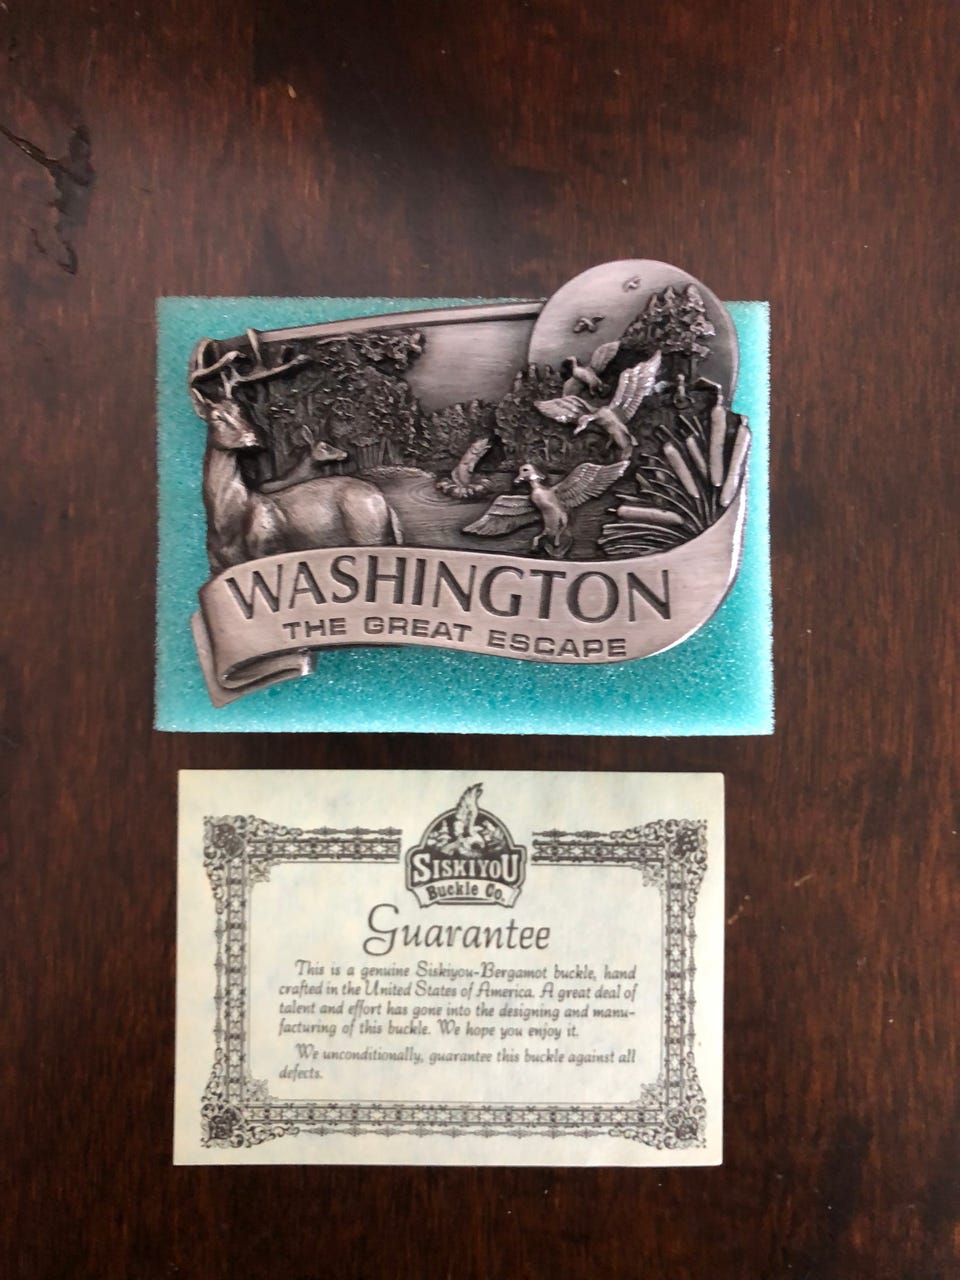 WASHINGTON
THE GREAT ESCAPE
SISKIYOU
Buckle Co.
Guarantee
This is a genuine Siskiyou-Bergamot buckle, hand
crafted in the United States of America. A great deal of
talent and effort has gone into the designing and manu-
facturing of this buckle. We hope you enjoy it.
We unconditionally, guarantee this buckle against all
defects.